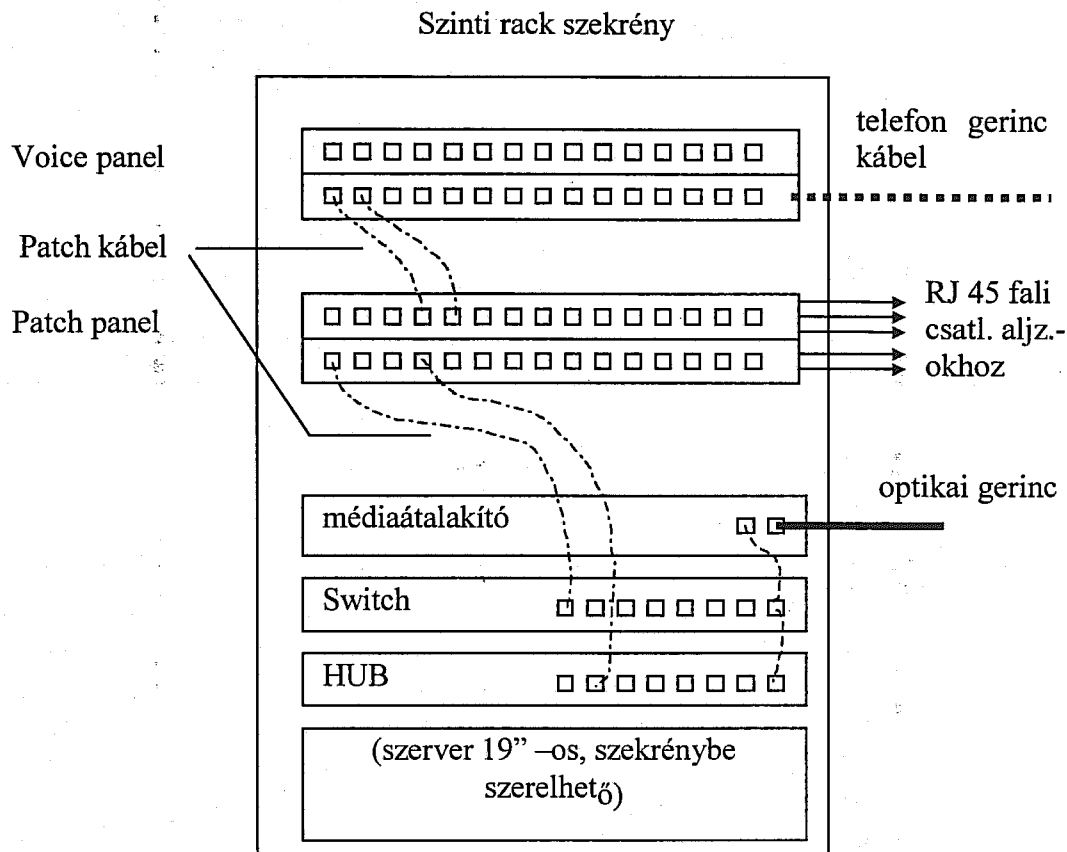 Szinti rack szekrény
Voice panel
telefon gerinc
kábel
Patch kábel
Patch panel
RJ 45 fali
csatl. aljz.-
okhoz
optikai gerinc
médiaátalakító
Switch
HUB
(szerver 19” –os, szekrénybe
szerelhető)